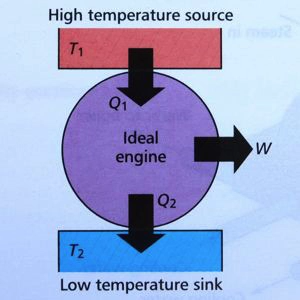 High temperature source
T1
Q1
Ideal
engine
W
Q2
T2
Low temperature sink